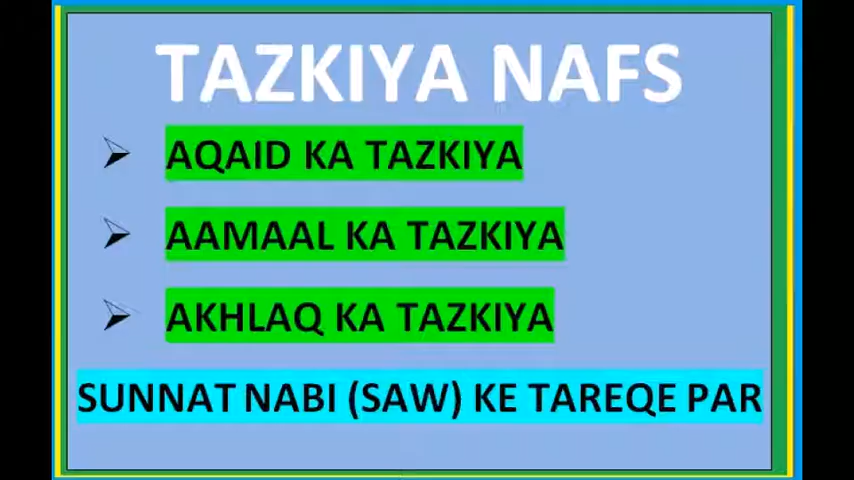 TAZKIYA NAFS
AQAID KA TAZKIYA
AAMAAL KA TAZKIYA
AKHLAQ KA TAZKIYA
SUNNAT NABI (SAW) KE TAREQE PAR